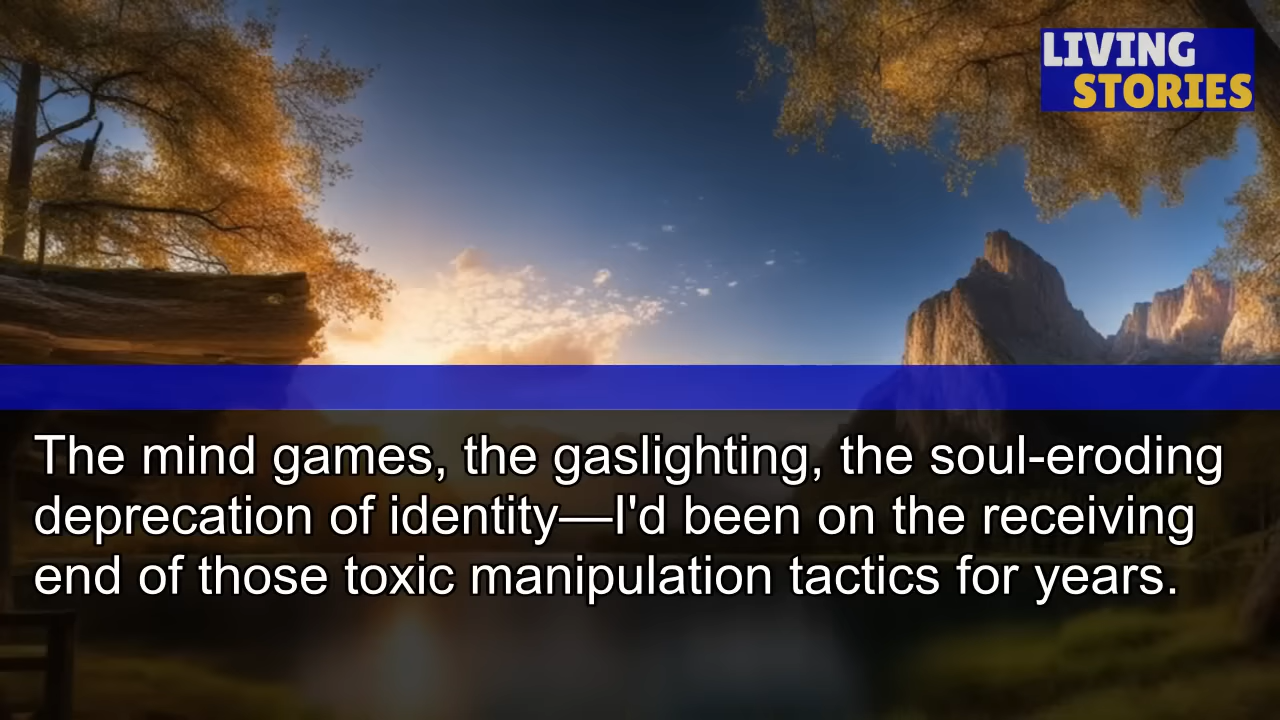 LIVING
STORIES
The mind games, the gaslighting, the soul-eroding
deprecation of identity—I'd been on the receiving
end of those toxic manipulation tactics for years.